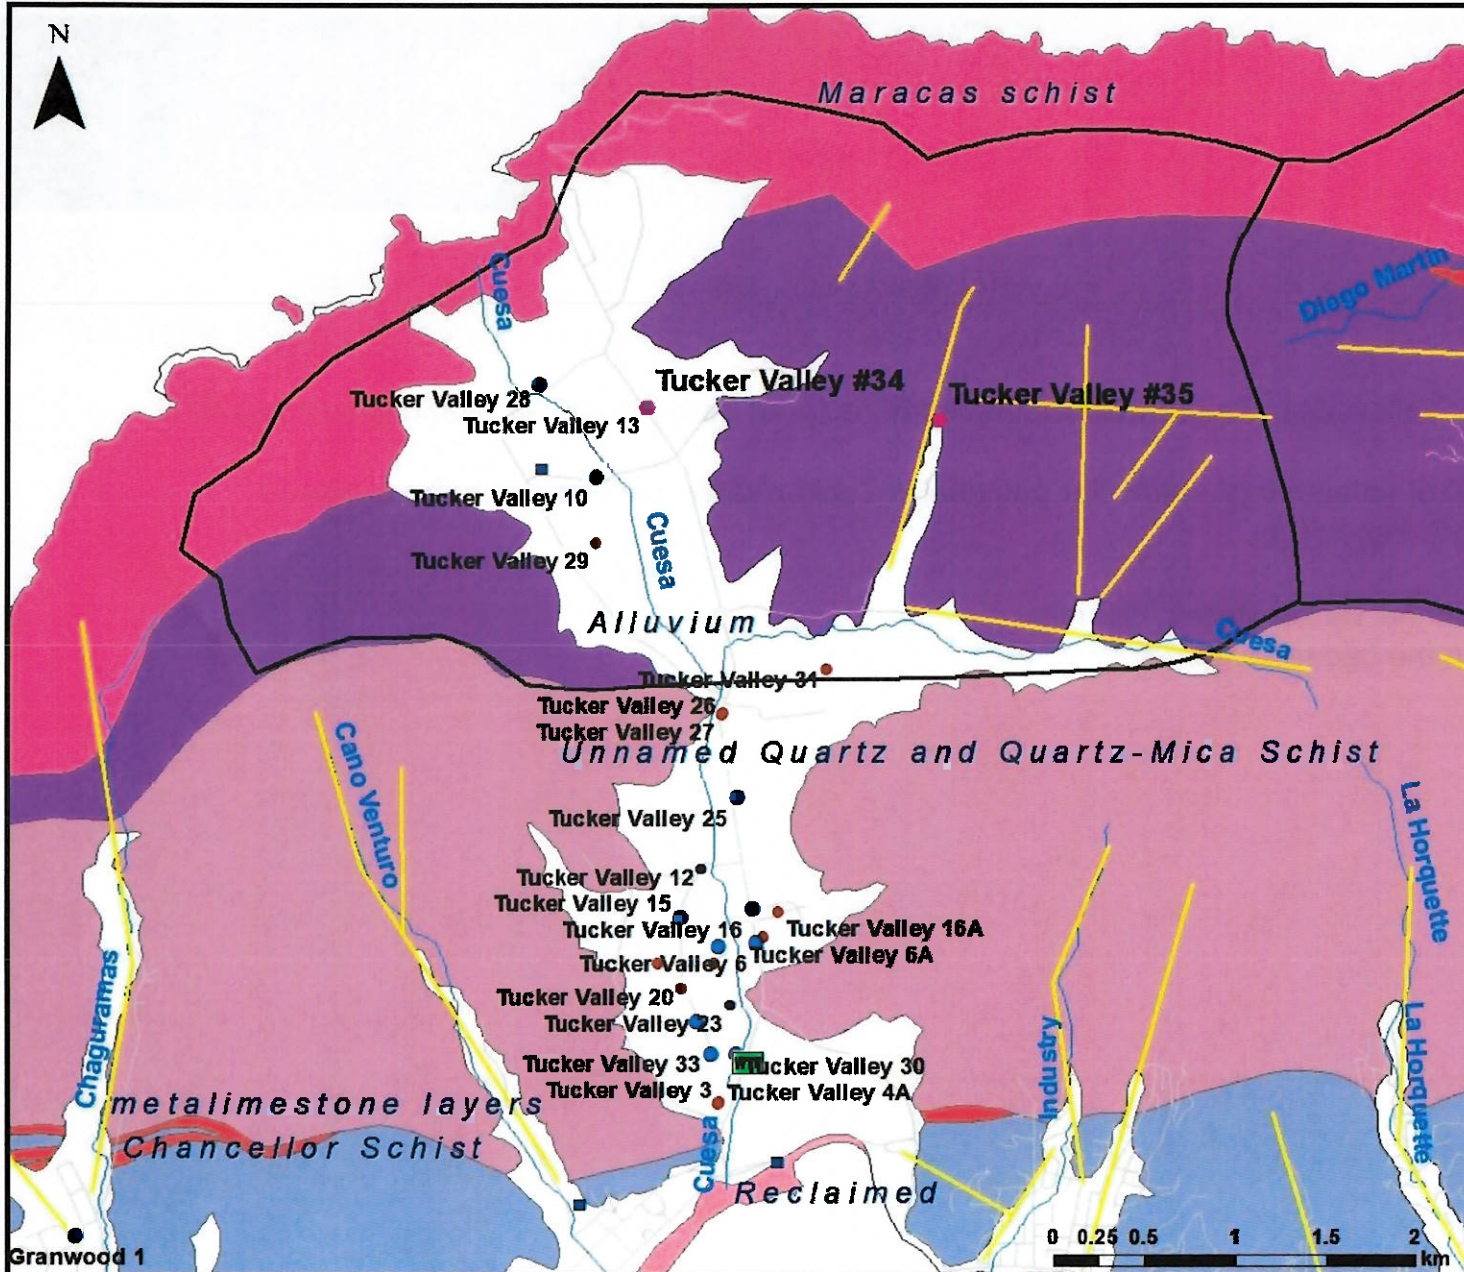 N
Maracas schist
Cuesa
Diego Martin
Tucker Valley #34
Tucker Valley 28
Tucker Valley #35
Tucker Valley 13
Tucker Valley 10
Cuesa
Tucker Valley 29
Alluvium
Cuesa
Tucker Valley 31
Tucker Valley 26
Tucker Valley 27
Unnamed Quartz and Quartz-Mica Schist
Cano Venturo
La Horquette
Tucker Valley 25
Tucker Valley 12
Tucker Valley 15
Tucker Valley 16
Tucker Valley 16A
Tucker Valley 6A
Tucker Valley 6
Chaguramas
Tucker Valley 20
Tucker Valley 23
Industry
La Horquette
Tucker Valley 33
Tucker Valley 30
Tucker Valley 3
Tucker Valley 4A
metalimestone layers
Chancellor Schist
Cuesa
Reclaimed
0 0.25 0.5 1 1.5 2
km
Granwood 1